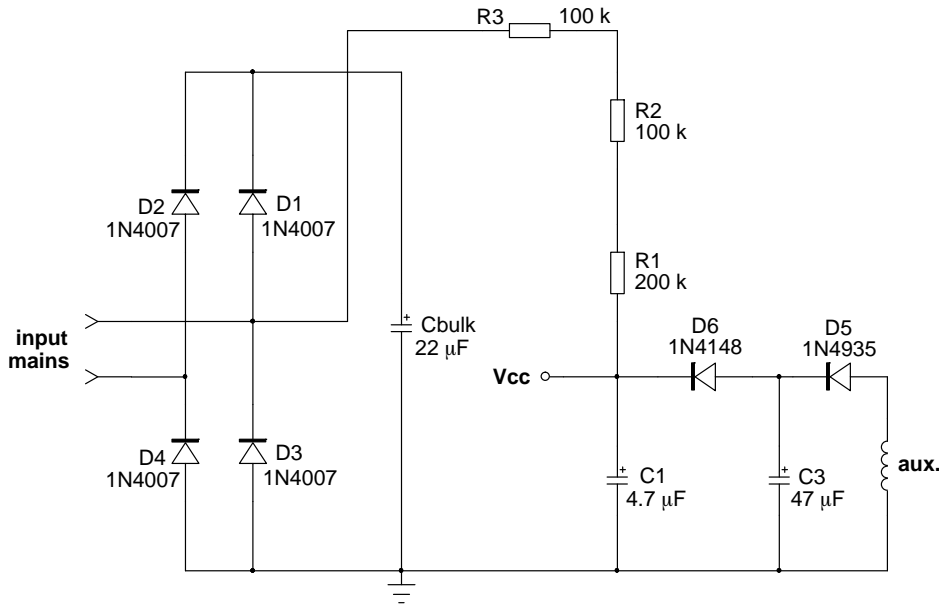 R3
100 k
R2
100 k
D2
1N4007
D1
1N4007
R1
200 k
input
mains
Cbulk
22 μF
Vcc
D6
1N4148
D5
1N4935
D4
1N4007
D3
1N4007
C1
4.7 μF
C3
47 μF
aux.
+
+
+